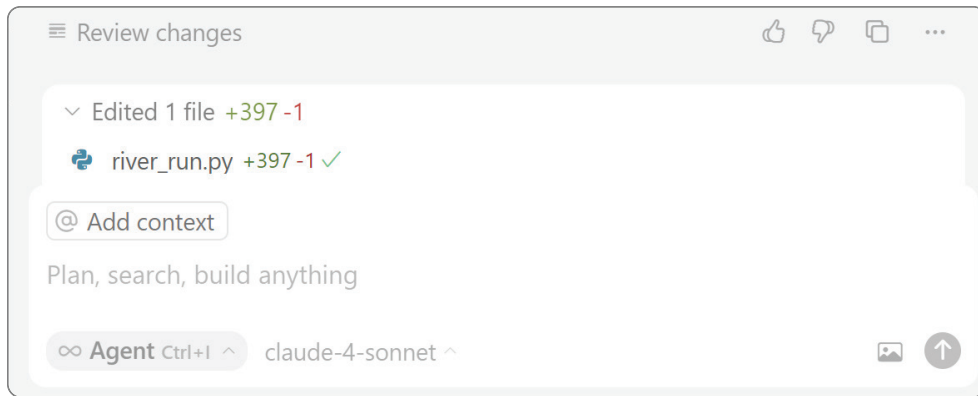 Review changes
Edited 1 file +397 -1
river_run.py +397 -1
@ Add context
Plan, search, build anything
∞ Agent Ctrl+I claude-4-sonnet